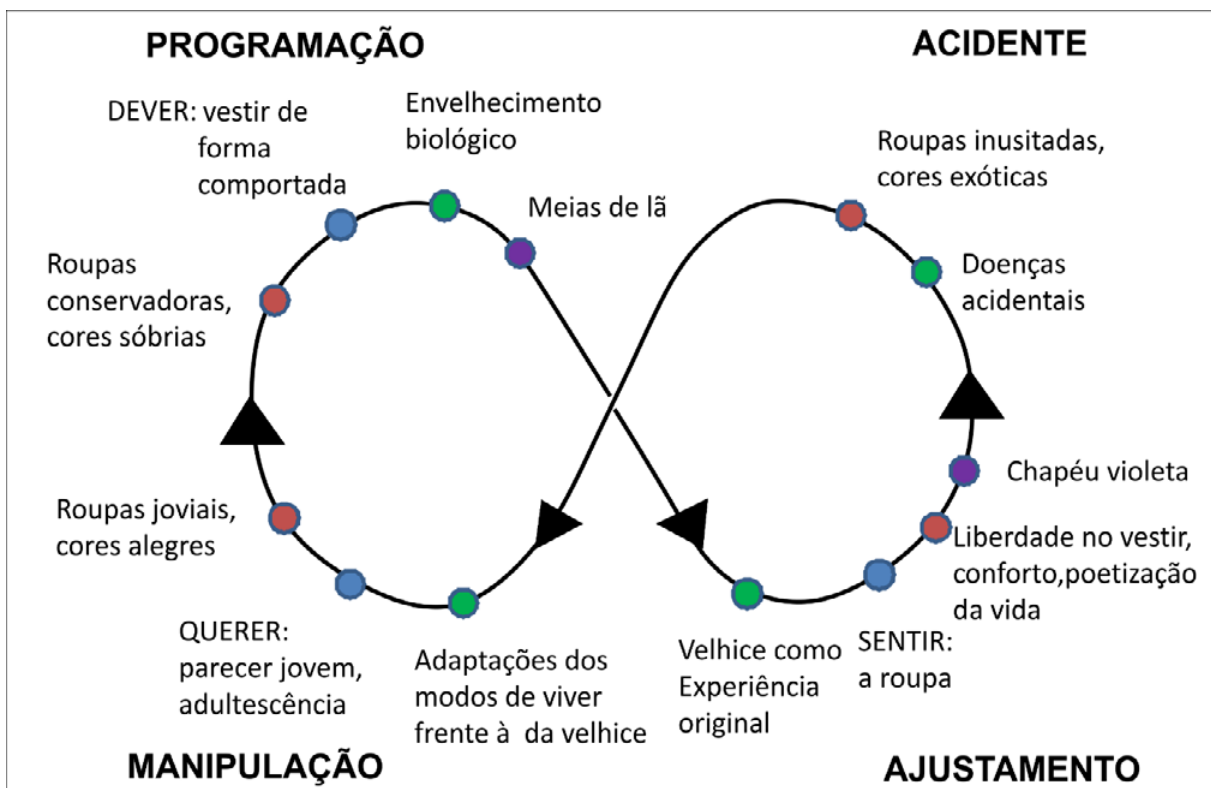 PROGRAMAÇÃO
ACIDENTE
DEVER: vestir de
forma
comportada
Envelhecimento
biológico
Meias de lã
Roupas inusitadas,
cores exóticas
Roupas
conservadoras,
cores sóbrias
Doenças
acidentais
Roupas joviais,
cores alegres
Chapéu violeta
Liberdade no vestir,
conforto,poetização
da vida
QUERER:
parecer jovem,
adultescência
Adaptações dos
modos de viver
frente à da velhice
Velhice como
Experiência
original
SENTIR:
a roupa
MANIPULAÇÃO
AJUSTAMENTO